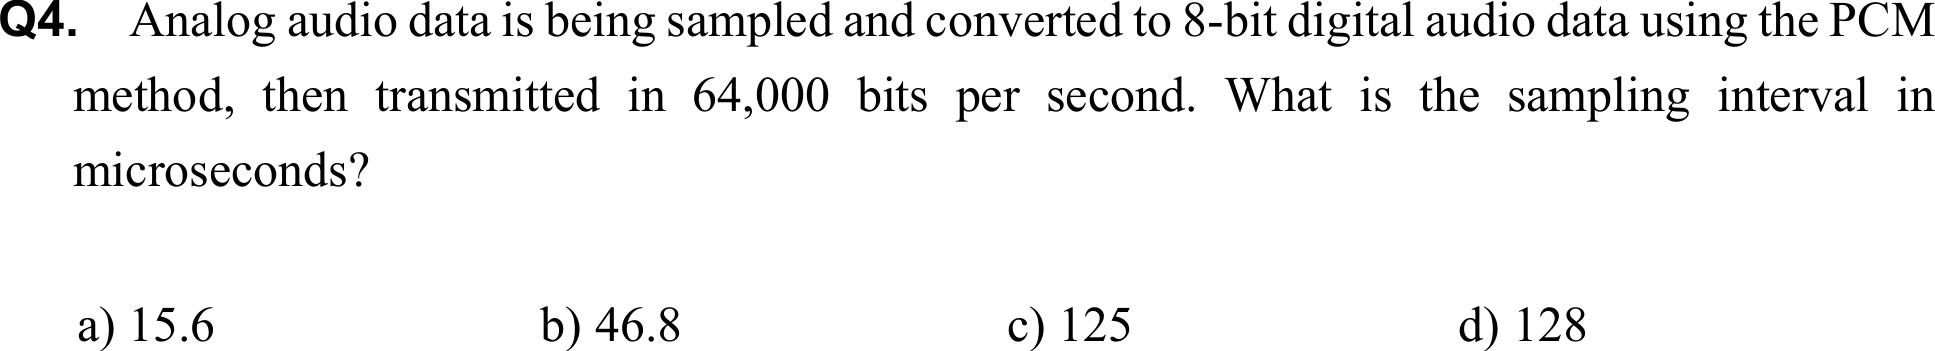 Q4. Analog audio data is being sampled and converted to 8-bit digital audio data using the PCM
method, then transmitted in 64,000 bits per second. What is the sampling interval in
microseconds?
a) 15.6 b) 46.8 c) 125 d) 128